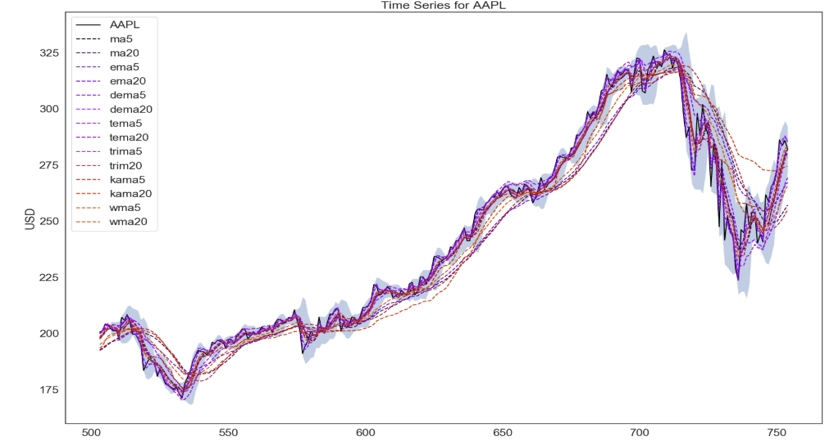 Time Series for AAPL
AAPL
ma5
ma20
ema5
ema20
dema5
dema20
tema5
tema20
trima5
trim20
kama5
kama20
wma5
wma20
USD
325
300
275
250
225
200
175
500 550 600 650 700 750